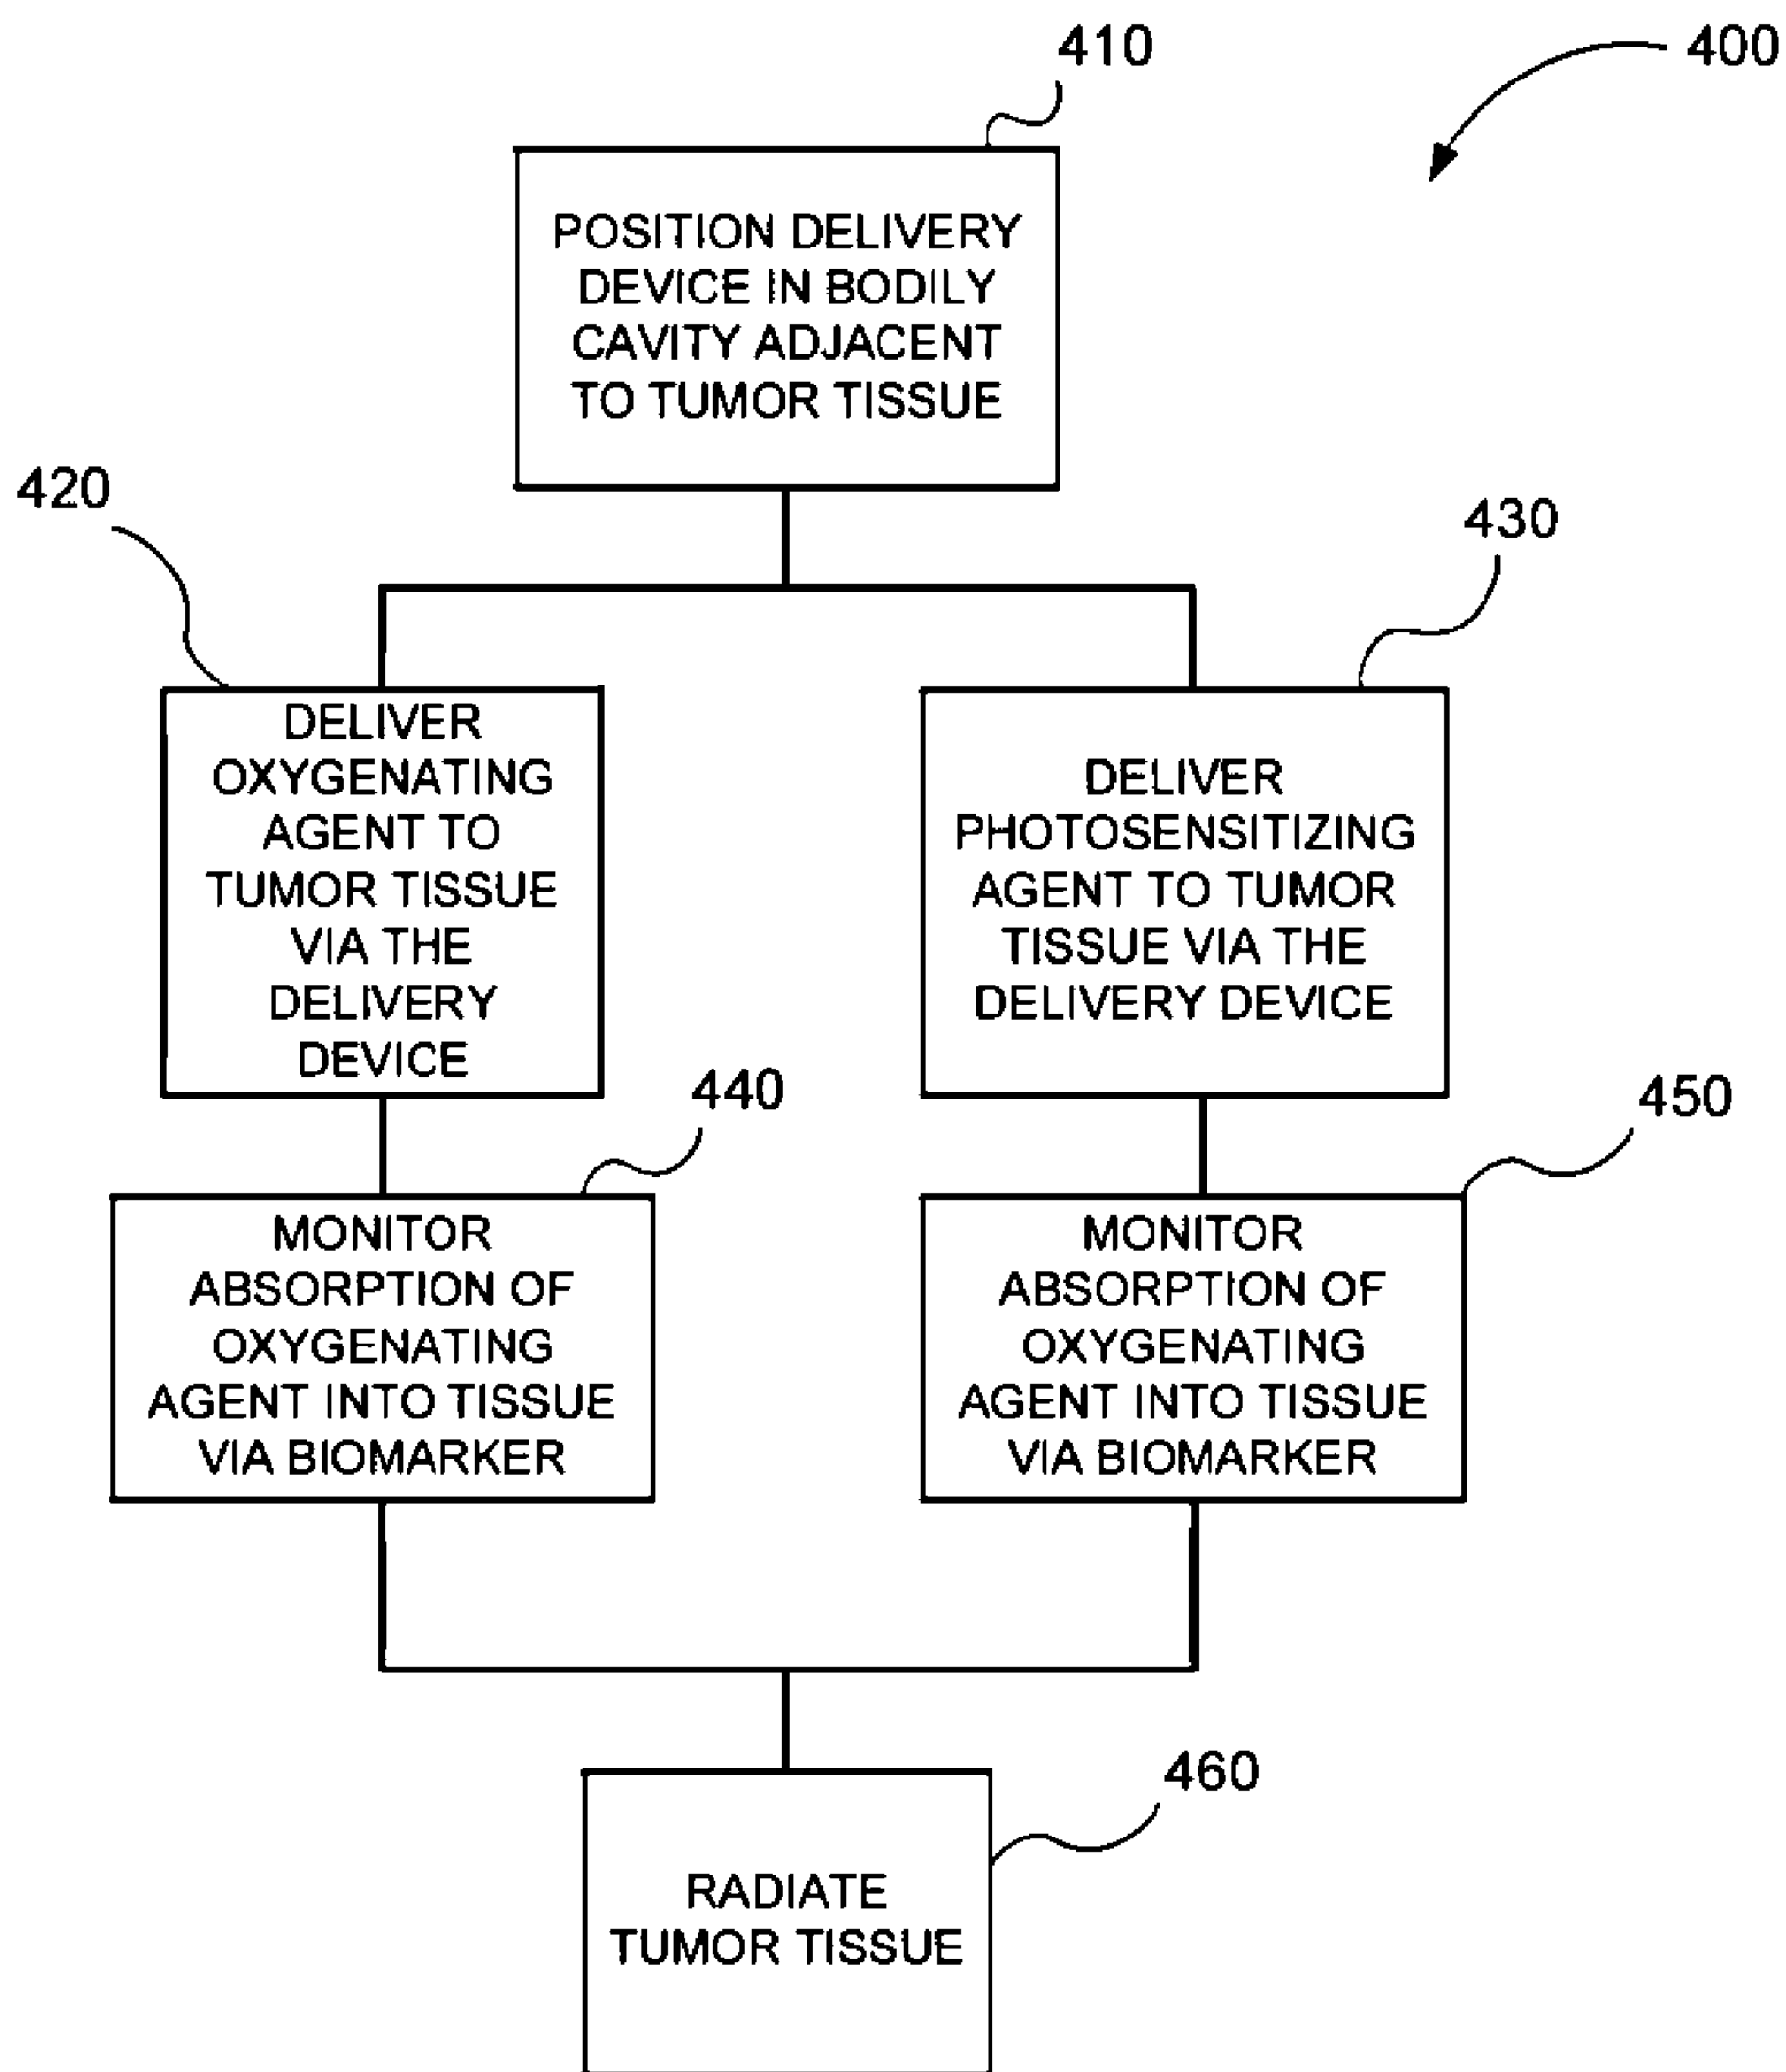 410
400
POSITION DELIVERY
DEVICE IN BODILY
CAVITY ADJACENT
TO TUMOR TISSUE
420
430
DELIVER
OXYGENATING
AGENT TO
TUMOR TISSUE
VIA THE
DELIVERY
DEVICE
DELIVER
PHOTOSENSITIZING
AGENT TO TUMOR
TISSUE VIA THE
DELIVERY DEVICE
440
450
MONITOR
ABSORPTION OF
OXYGENATING
AGENT INTO TISSUE
VIA BIOMARKER
MONITOR
ABSORPTION OF
OXYGENATING
AGENT INTO TISSUE
VIA BIOMARKER
460
RADIATE
TUMOR TISSUE